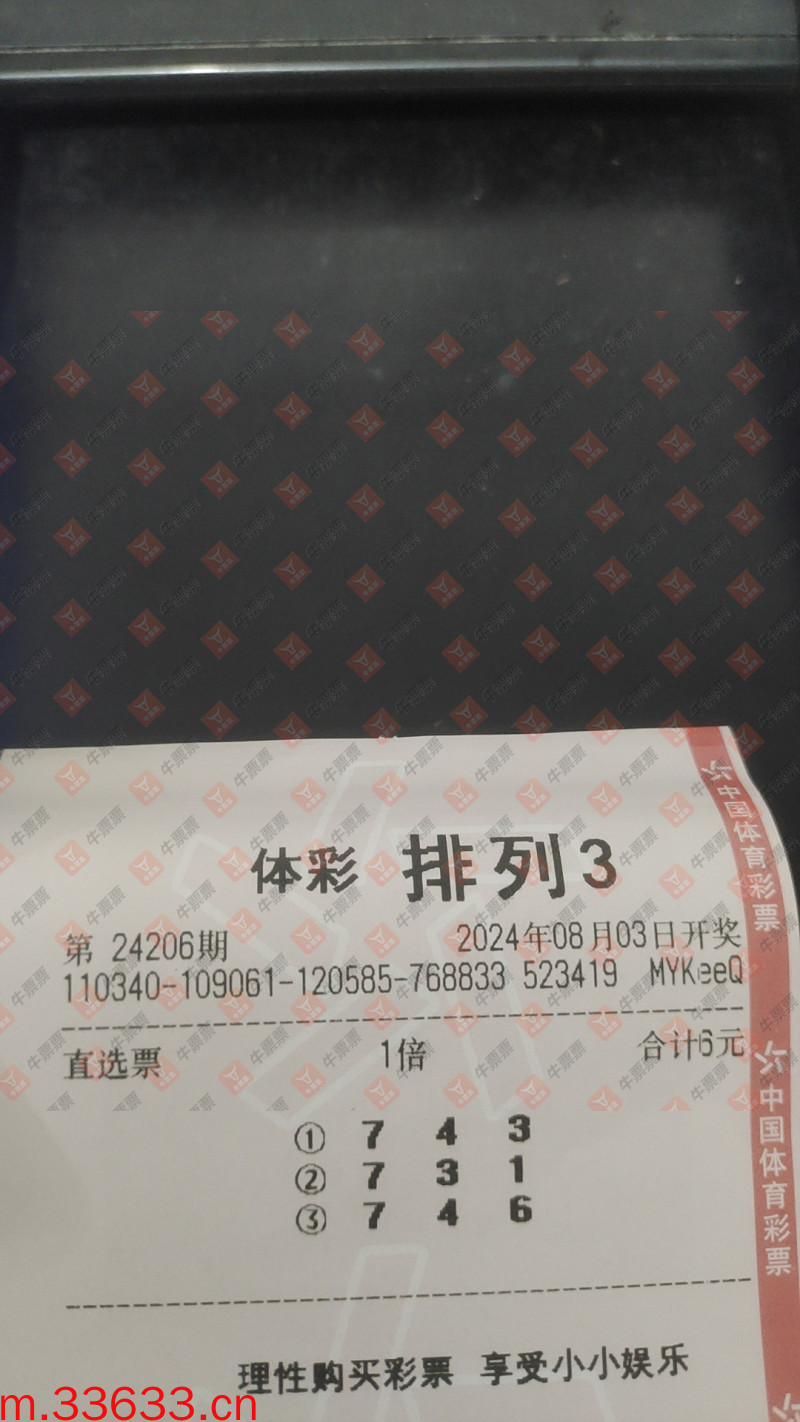 体彩 排列3
第 24206期 2024年08月03日开奖
110340-109061-120585-768833 523419 MYKeeQ
直选票 1倍 合计6元
① 7 4 3
② 7 3 1
③ 7 4 6
理性购买彩票 享受小小娱乐
中国体育彩票
中国体育彩票
牛票票
m.33633.cn